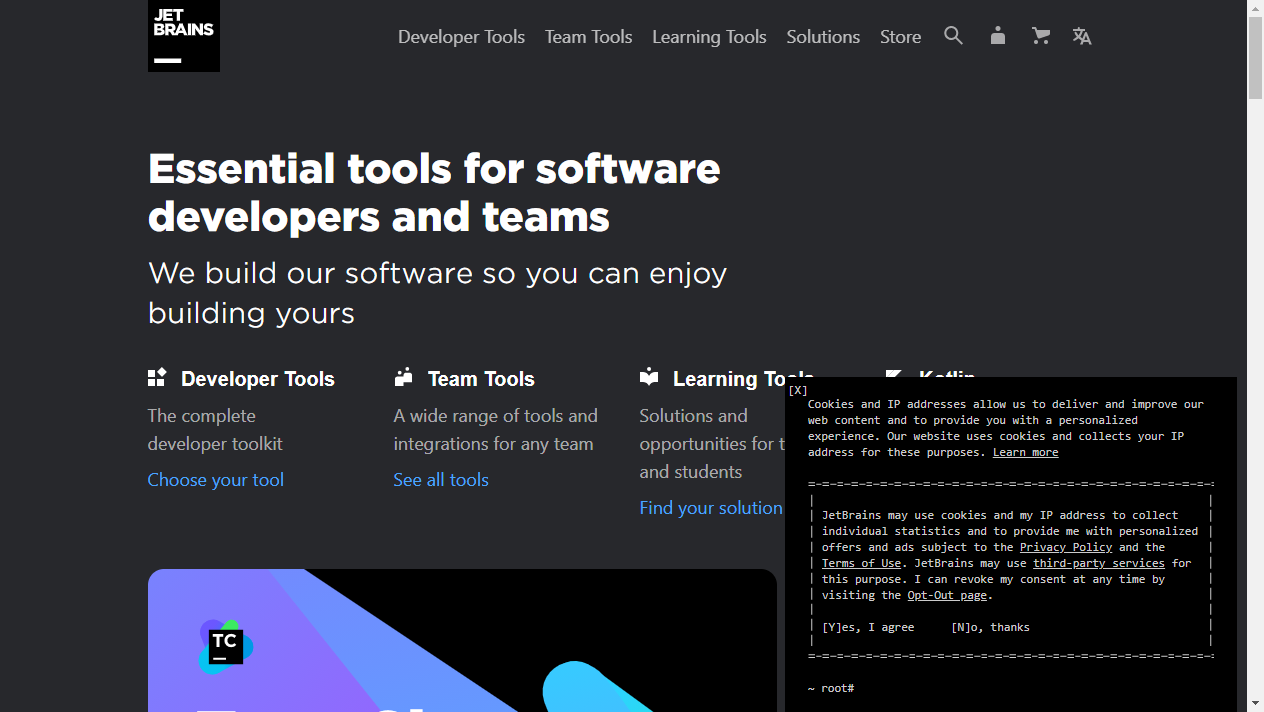 JET
BRAINS
Developer Tools
Team Tools
Learning Tools
Solutions
Store
Essential tools for software
developers and teams
We build our software so you can enjoy
building yours
Developer Tools
The complete
developer toolkit
Choose your tool
Team Tools
A wide range of tools and
integrations for any team
See all tools
Learning Tools
Solutions and
opportunities for
and students
Find your solution
Kotlin
TC
[X]
Cookies and IP addresses allow us to deliver and improve our
web content and to provide you with a personalized
experience. Our website uses cookies and collects your IP
address for these purposes. Learn more
JetBrains may use cookies and my IP address to collect
individual statistics and to provide me with personalized
offers and ads subject to the Privacy Policy and the
Terms of Use. JetBrains may use third-party services for
this purpose. I can revoke my consent at any time by
visiting the Opt-Out page.
[Y]es, I agree
[N]o, thanks
~ root#